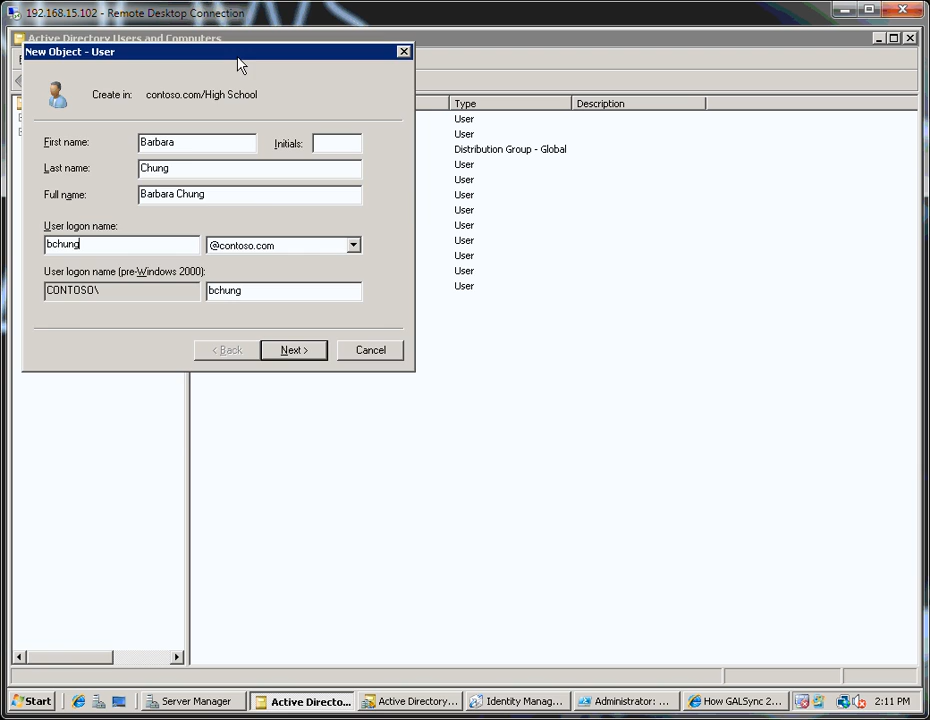 192.168.15.102 - Remote Desktop Connection
Active Directory Users and Computers
New Object - User
Create in: contoso.com/High School
First name: Barbara Initials:
Last name: Chung
Full name: Barbara Chung
User logon name:
bchung @contoso.com
User logon name (pre-Windows 2000):
CONTOSO\ bchung
< Back Next > Cancel
Type Description
User
User
Distribution Group - Global
User
User
User
User
User
User
User
User
User
Start Server Manager Active Directo... Active Directory... Identity Manag... Administrator: ... How GALSync 2... 2:11 PM